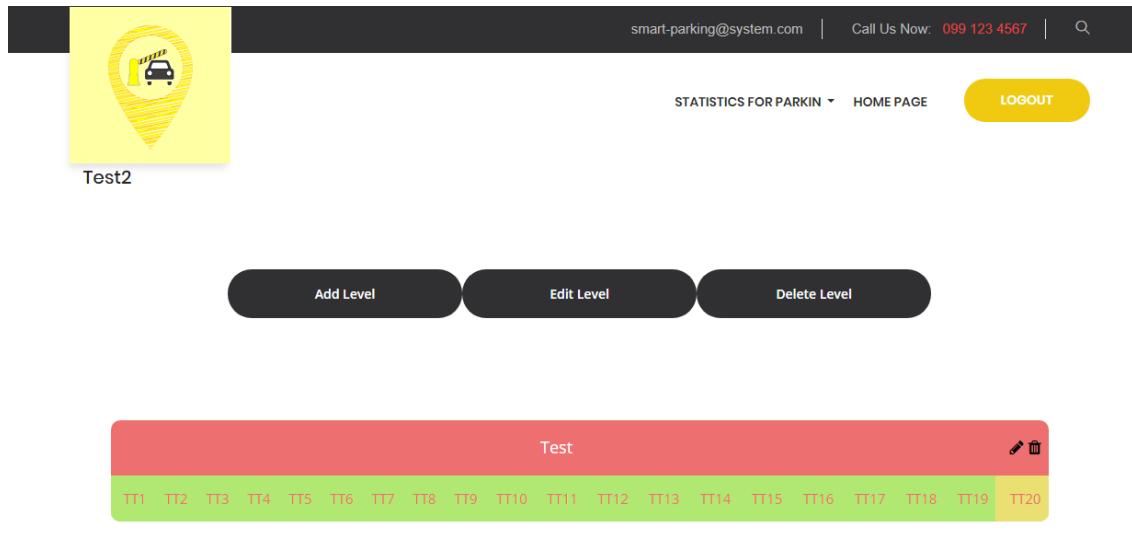 smart-parking@system.com Call Us Now: 099 123 4567
STATISTICS FOR PARKIN HOME PAGE LOGOUT
Test2
Add Level Edit Level Delete Level
Test
TT1 TT2 TT3 TT4 TT5 TT6 TT7 TT8 TT9 TT10 TT11 TT12 TT13 TT14 TT15 TT16 TT17 TT18 TT19 TT20